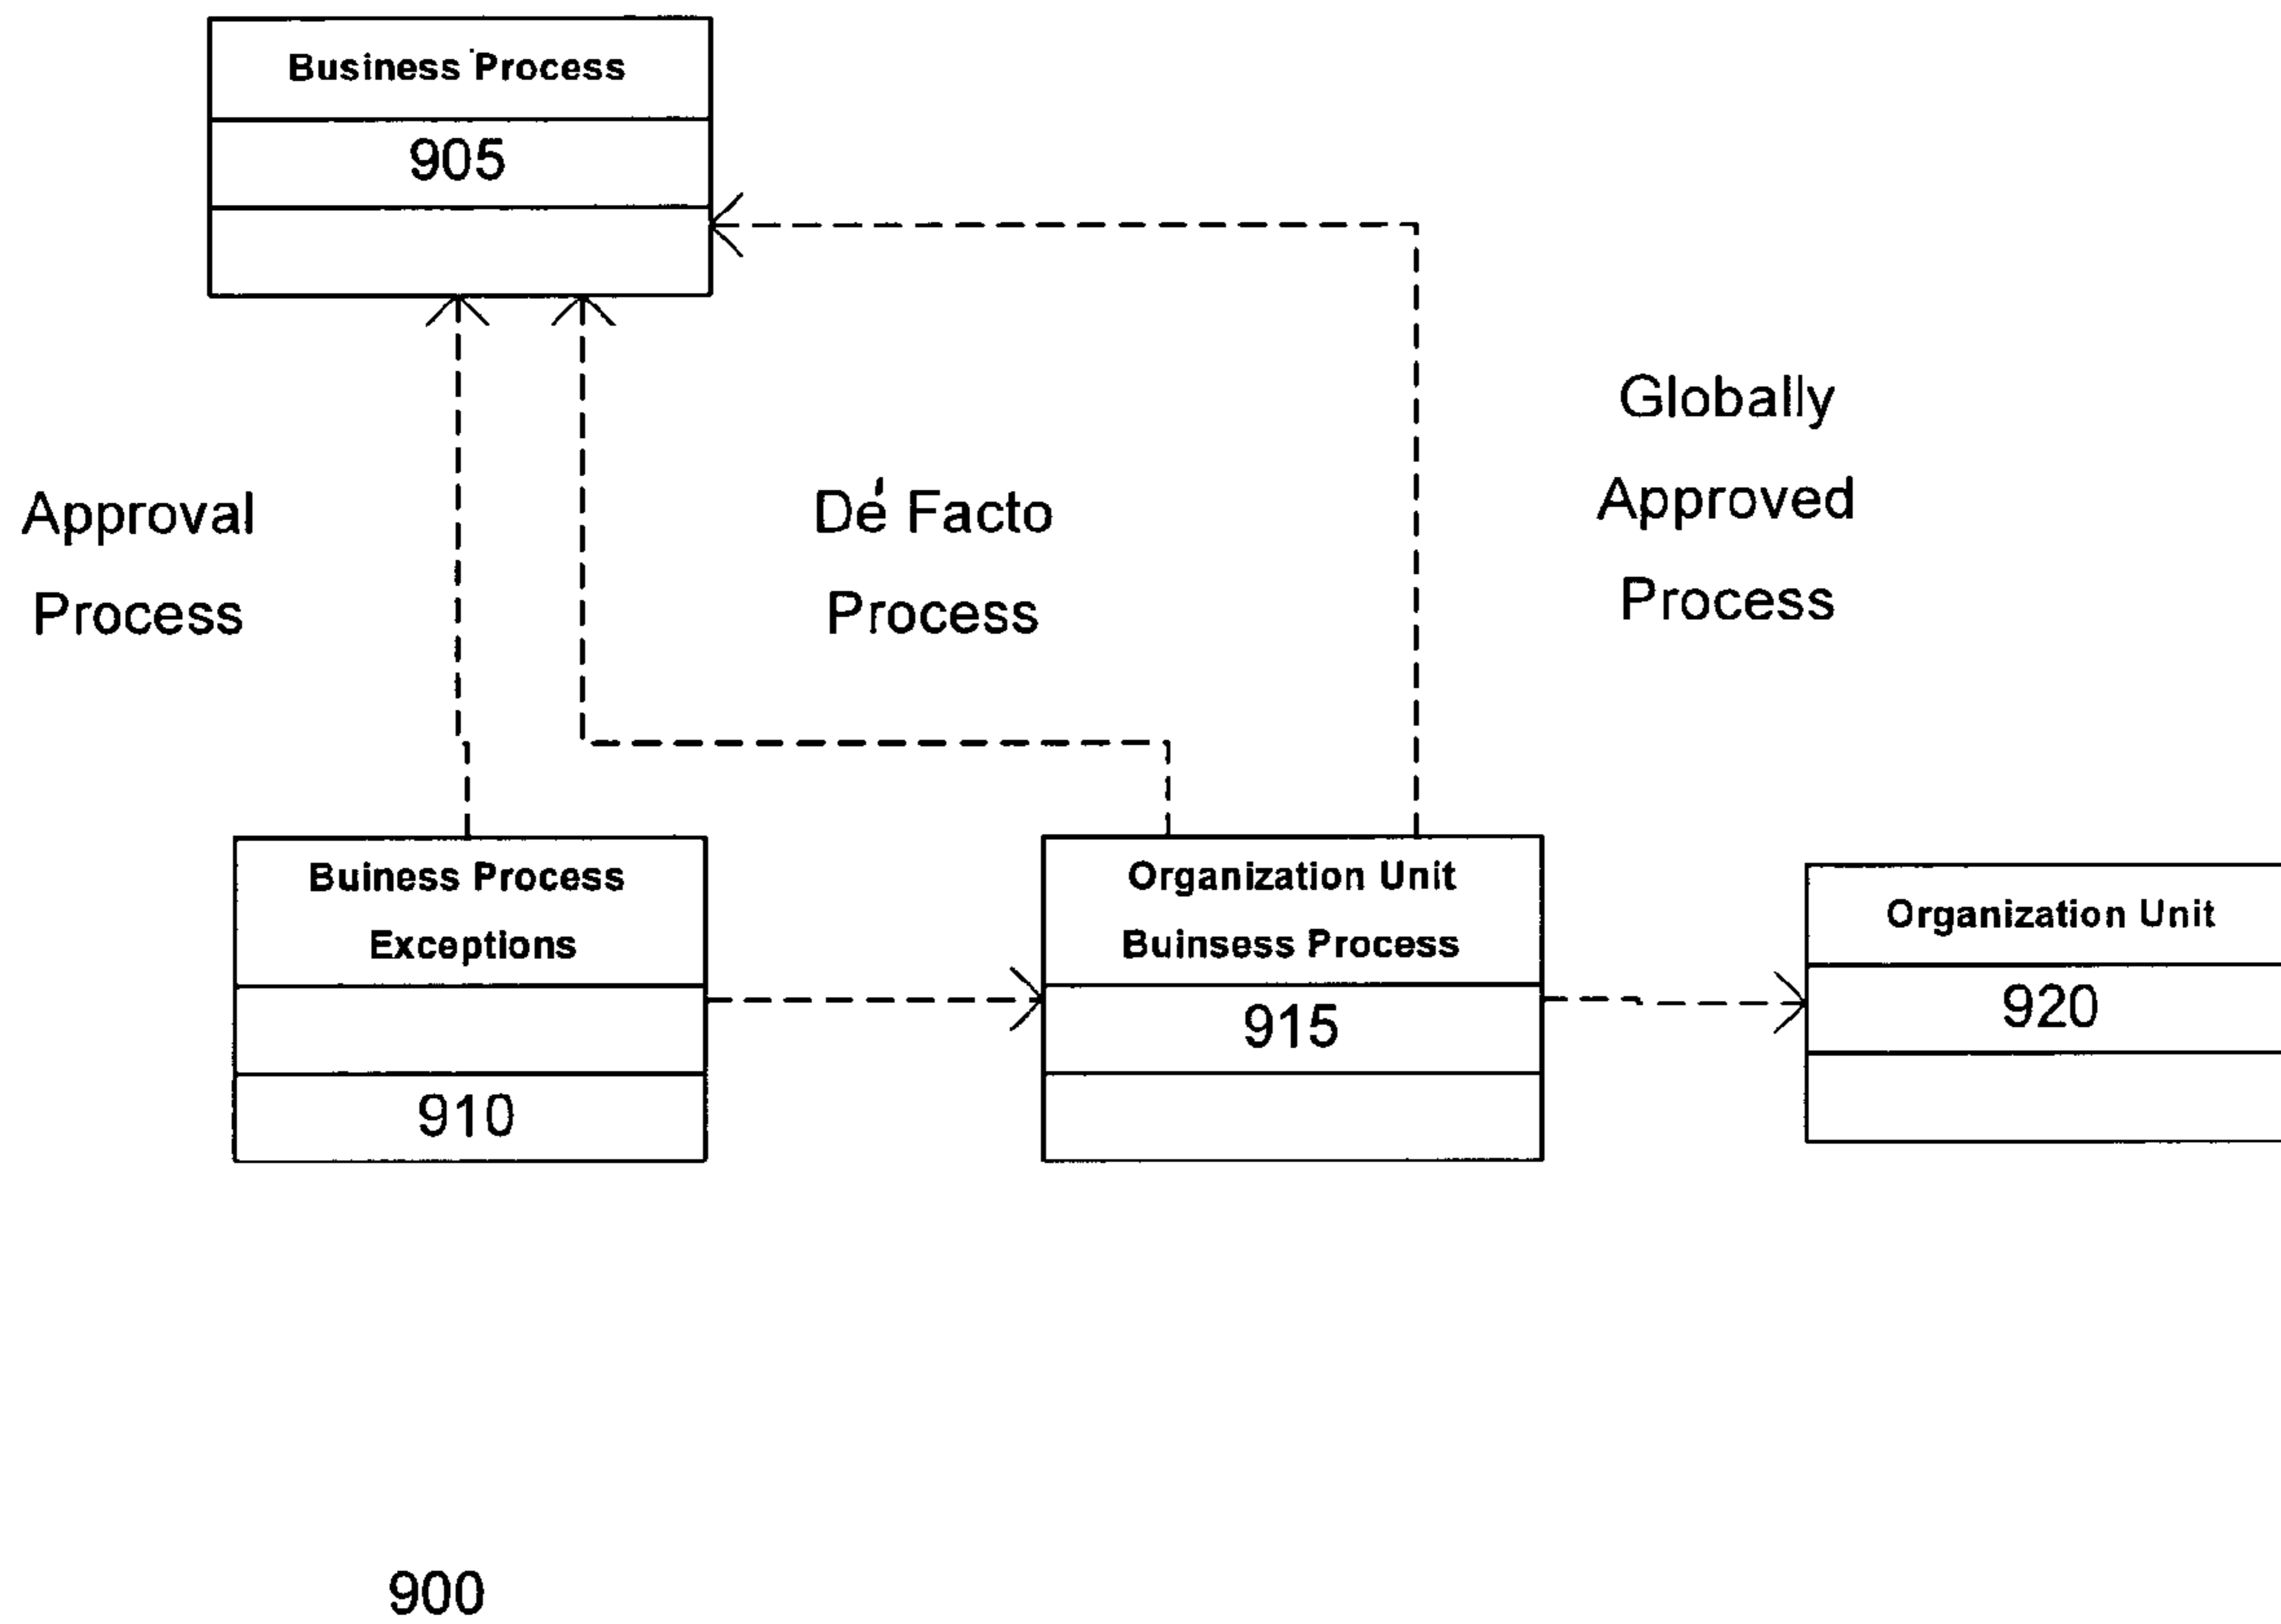 Business Process
905
Globally
Approved
Process
Approval
Process
Dé Facto
Process
Buiness Process
Exceptions
910
Organization Unit
Buinsess Process
915
Organization Unit
920
900